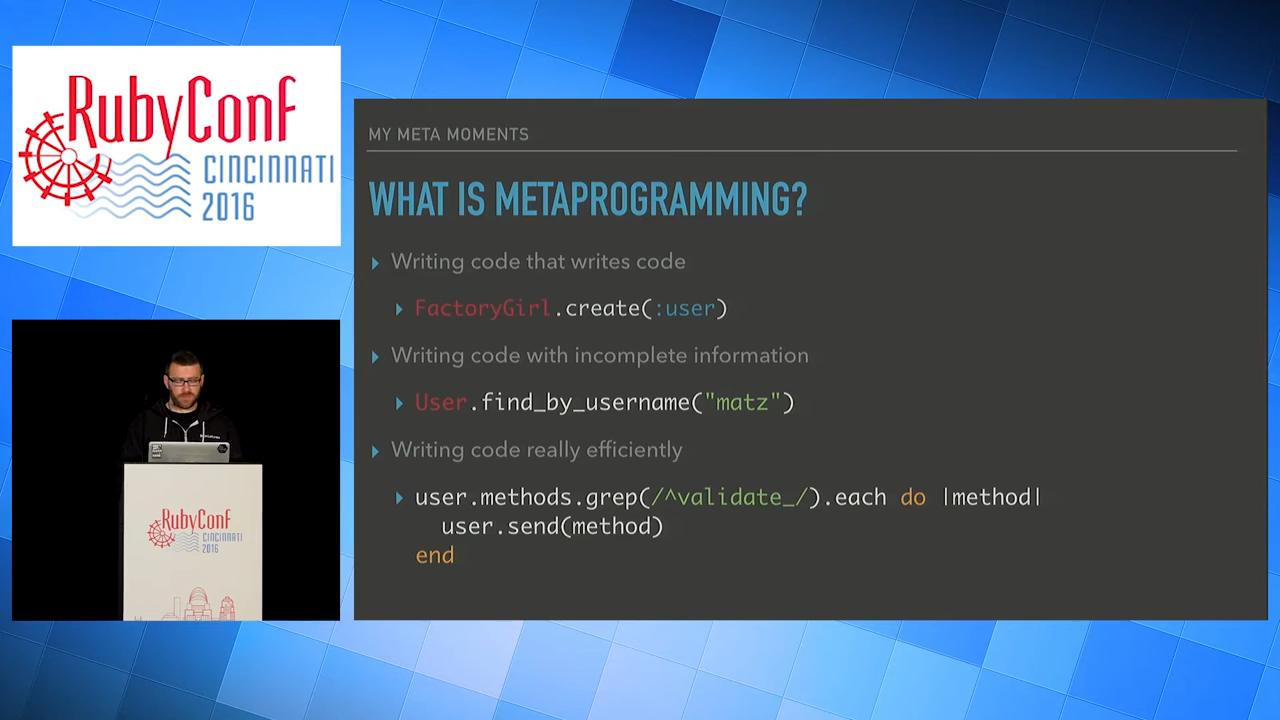 RubyConf
CINCINNATI
2016
MY META MOMENTS
WHAT IS METAPROGRAMMING?
Writing code that writes code
FactoryGirl.create(:user)
Writing code with incomplete information
User.find_by_username("matz")
Writing code really efficiently
user.methods.grep(/^validate_/).each do |method|
user.send(method)
end
RubyConf
CINCINNATI
2016